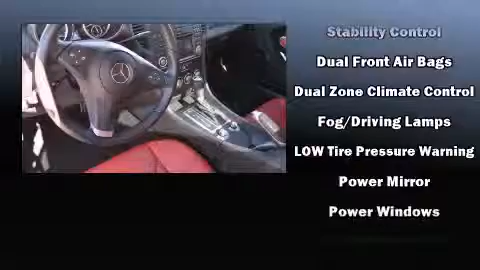 Stability Control
Dual Front Air Bags
Dual Zone Climate Control
Fog/Driving Lamps
LOW Tire Pressure Warning
Power Mirror
Power Windows